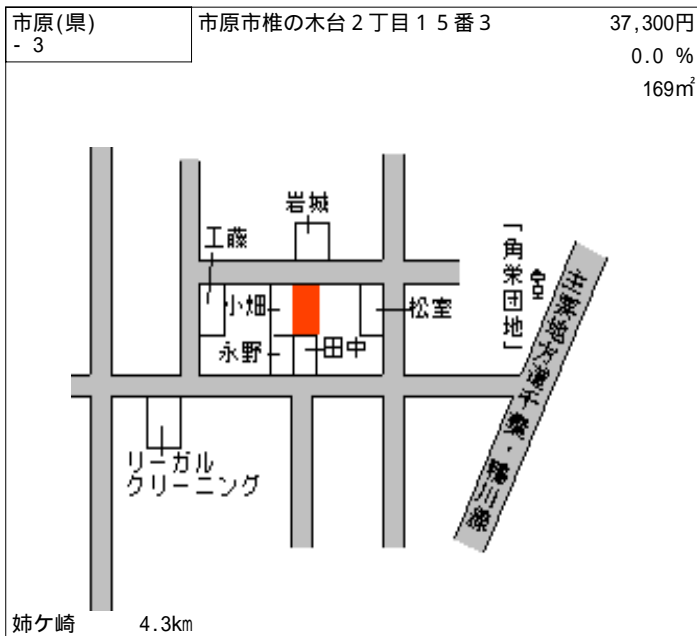 市原(県)
- 3
市原市椎の木台２丁目１５番３
37,300円
0.0 %
169㎡
岩城
工藤
小畑
松室
永野
田中
「角栄団地」
主要地方道千葉・鴨川線
リーガル
クリーニング
姉ケ崎 4.3km